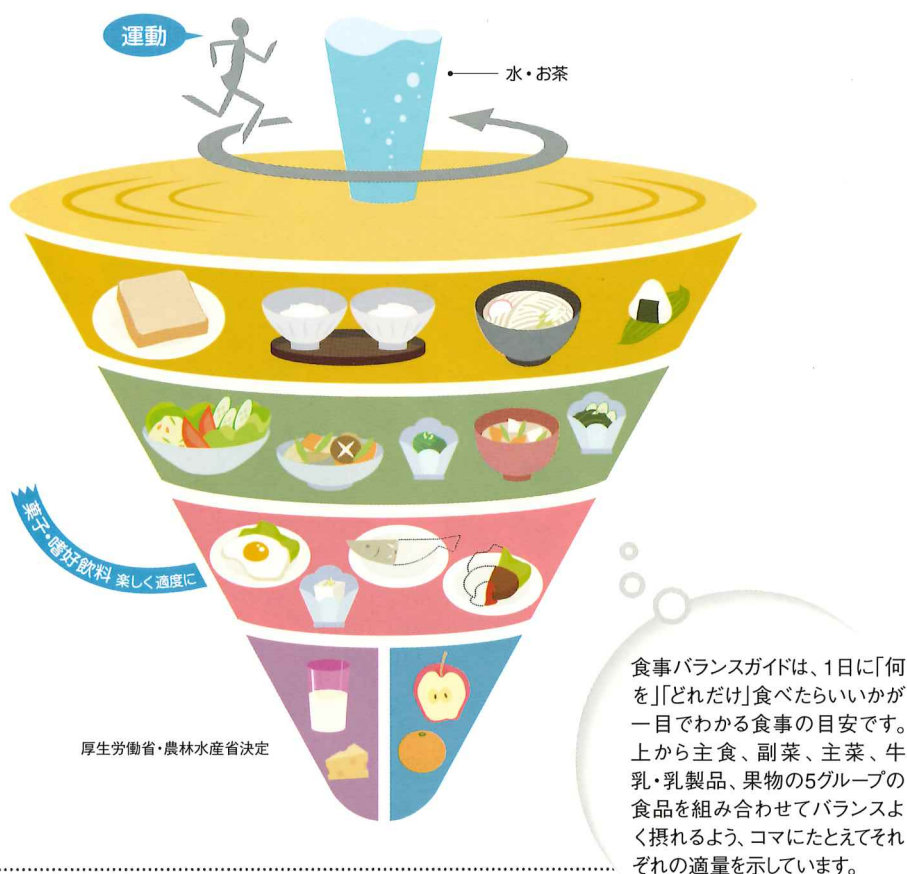 運動
水・お茶
菓子・嗜好飲料 楽しく適度に
厚生労働省・農林水産省決定
食事バランスガイドは、1日に「何
を」「どれだけ」食べたらいいかが
一目でわかる食事の目安です。
上から主食、副菜、主菜、牛
乳・乳製品、果物の5グループの
食品を組み合わせてバランスよ
く摂れるよう、コマにたとえてそれ
ぞれの適量を示しています。